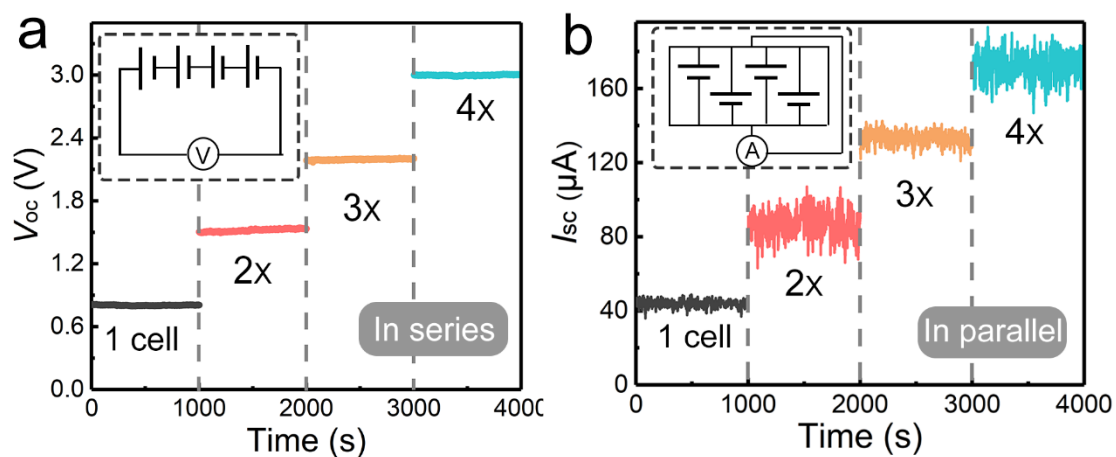 a
V
3.0
2.4
1.8
1.2
0.6
0.0
Voc (V)
1 cell
2x
3x
4x
In series
0
1000
2000
3000
4000
Time (s)
b
A
160
120
80
40
0
Isc (μA)
1 cell
2x
3x
4x
In parallel
0
1000
2000
3000
4000
Time (s)